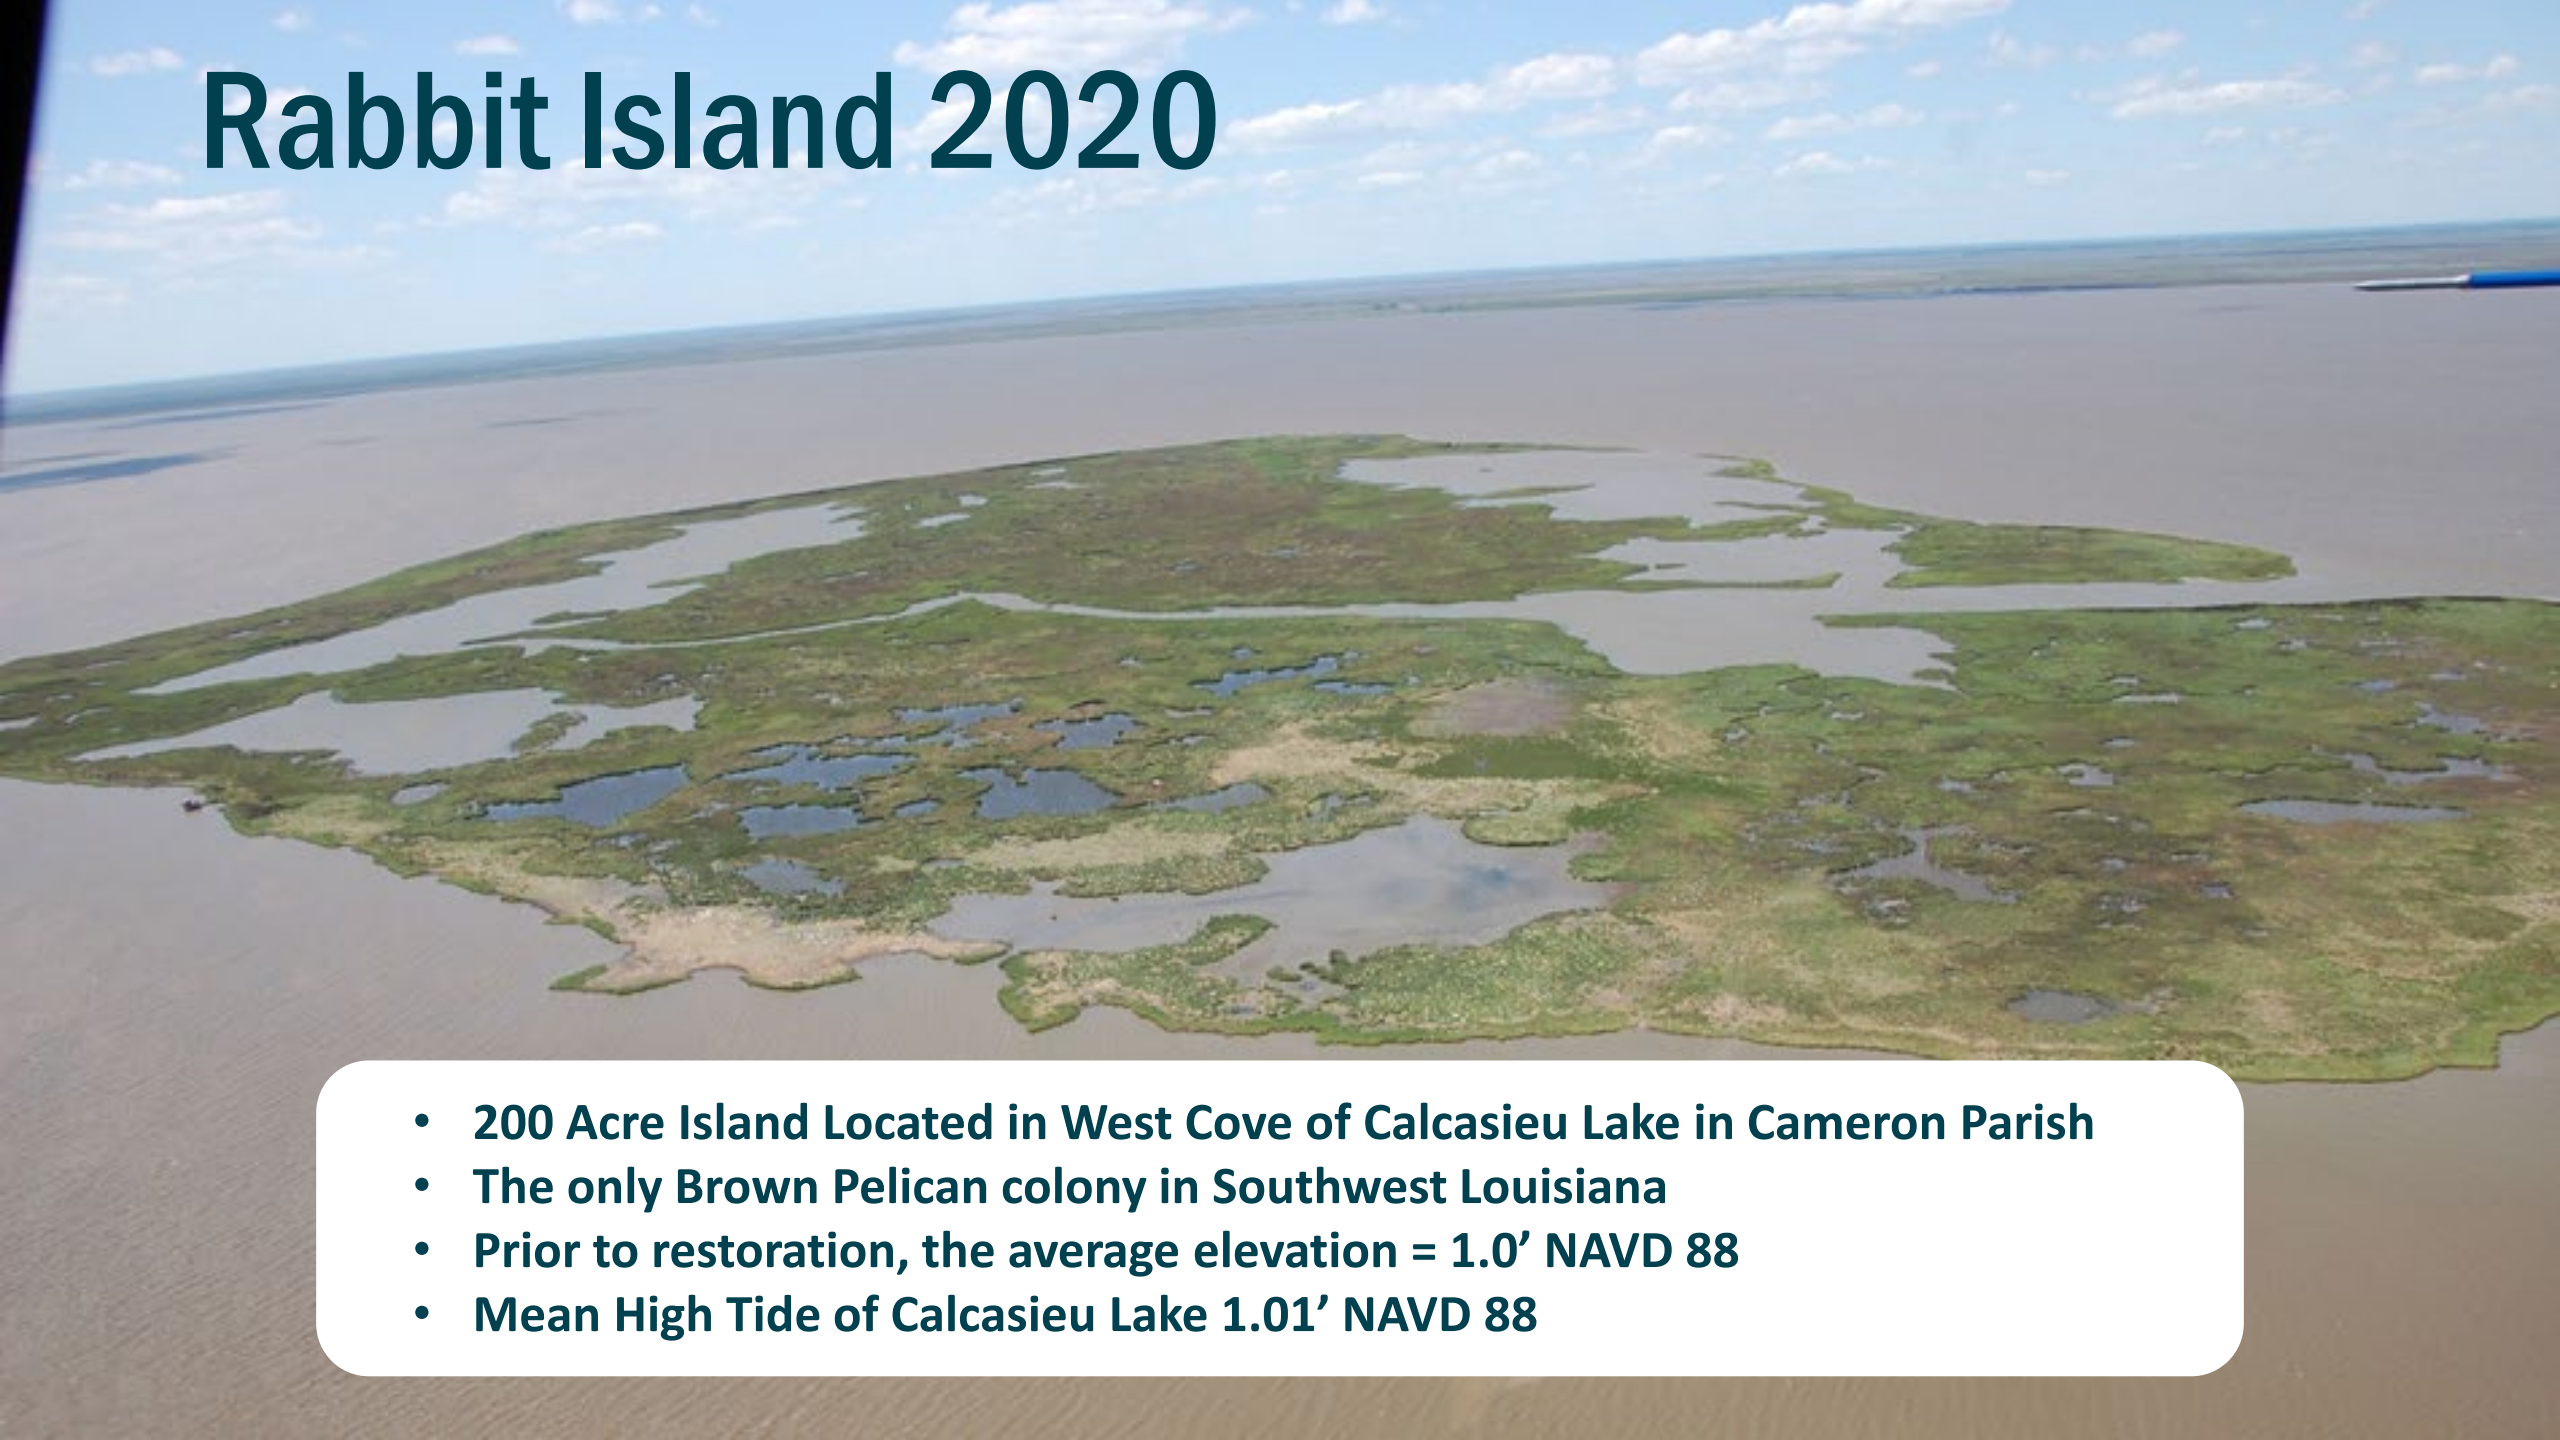 Rabbit Island 2020
• 200 Acre Island Located in West Cove of Calcasieu Lake in Cameron Parish
• The only Brown Pelican colony in Southwest Louisiana
• Prior to restoration, the average elevation = 1.0’ NAVD 88
• Mean High Tide of Calcasieu Lake 1.01’ NAVD 88